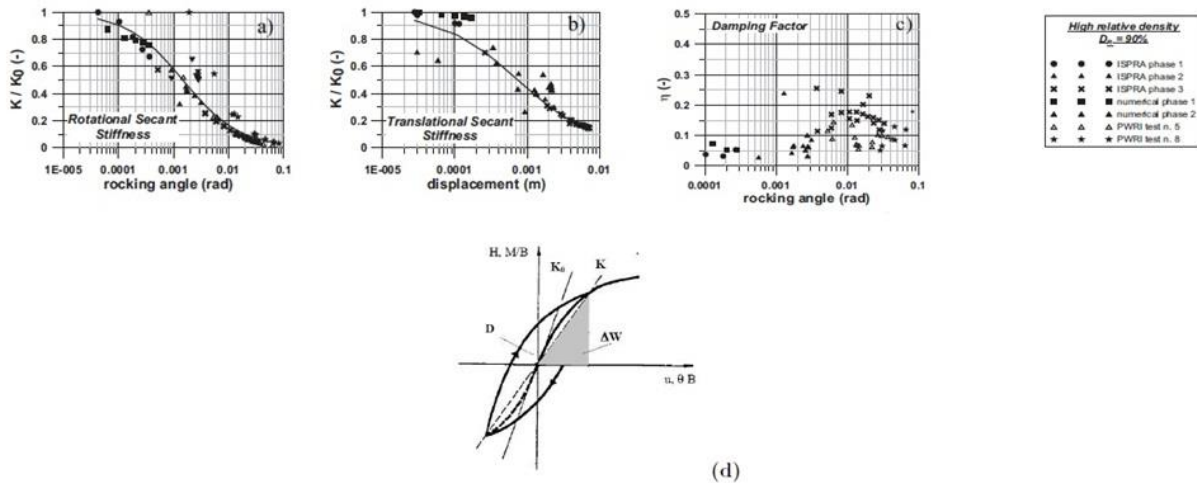 a)
1
0.8
0.6
0.4
0.2
0
K / K0 (-)
Rotational Secant
Stiffness
1E-005 0.0001 0.001 0.01 0.1
rocking angle (rad)
b)
1
0.8
0.6
0.4
0.2
0
K / K0 (-)
Translational Secant
Stiffness
1E-005 0.0001 0.001 0.01
displacement (m)
c)
Damping Factor
0.5
0.4
0.3
0.2
0.1
0
η (-)
0.0001 0.001 0.01 0.1
rocking angle (rad)
High relative density
= 90%
ISPRA phase 1
ISPRA phase 2
ISPRA phase 3
numerical phase 1
numerical phase 2
PWRI test n. 5
PWRI test n. 8
H, M/B
K0 K
D
ΔW
u, θ B
(d)